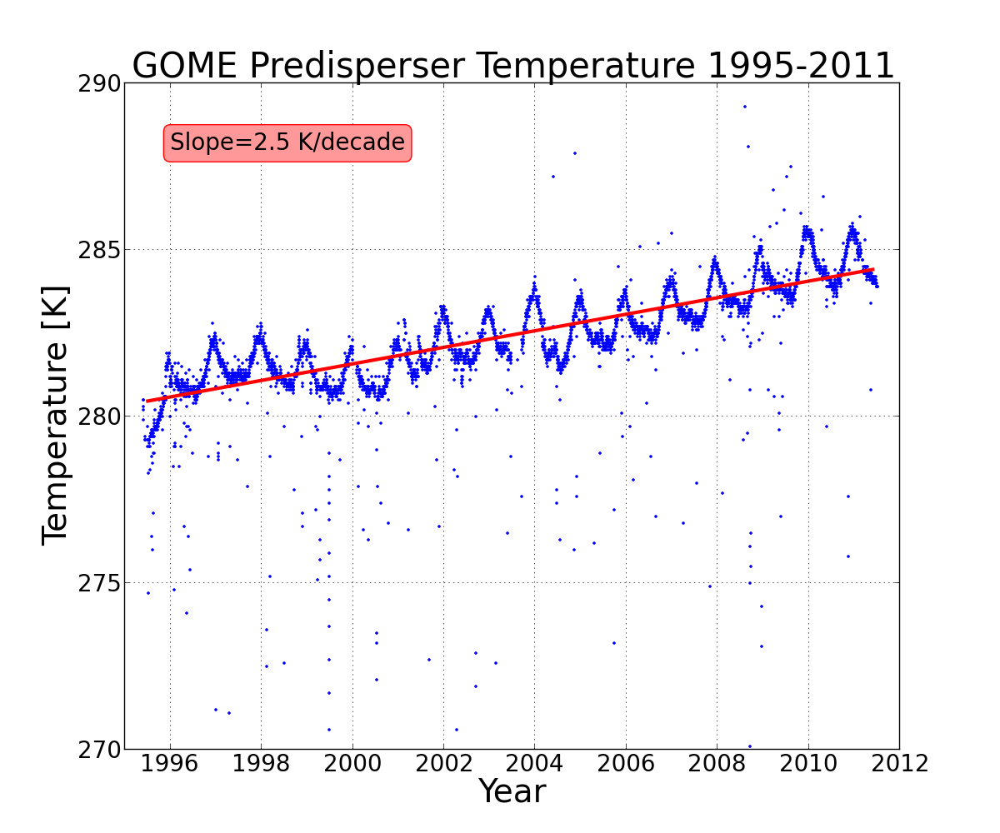 GOME Predisperser Temperature 1995-2011
290
Slope=2.5 K/decade
285
280
275
270
Temperature [K]
1996 1998 2000 2002 2004 2006 2008 2010 2012
Year